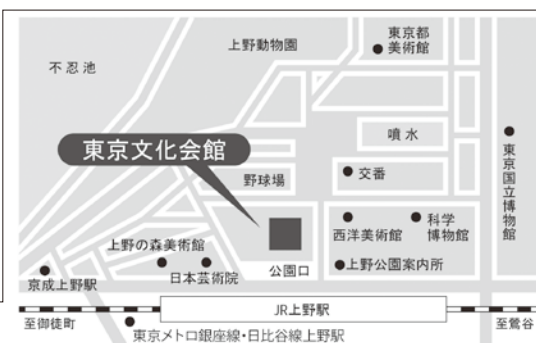 東京都
美術館
上野動物園
不忍池
噴水
東京文化会館
交番
東京国立博物館
野球場
科学
博物館
西洋美術館
上野の森美術館
日本芸術院
公園口
上野公園案内所
京成上野駅
JR上野駅
至御徒町
至鶯谷
東京メトロ銀座線・日比谷線上野駅